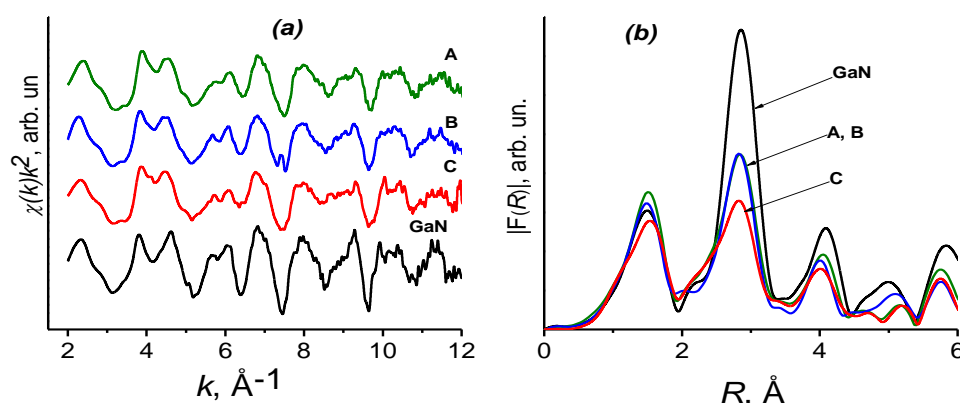 (a)
A
B
C
GaN
χ(k)k², arb. un
2 4 6 8 10 12
k, Å-1
(b)
GaN
A, B
C
|F(R)|, arb. un.
0 2 4 6
R, Å